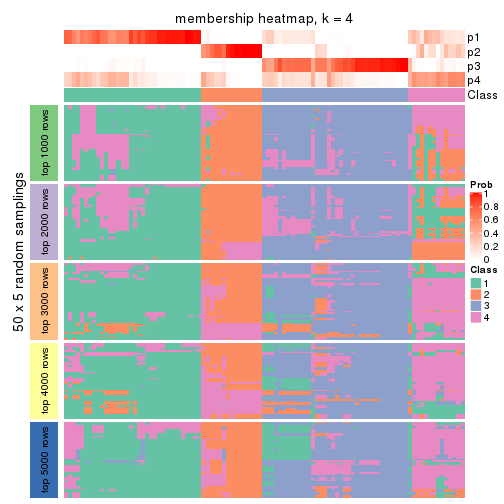 membership heatmap, k = 4
p1
p2
p3
p4
Class
50 x 5 random samplings
top 1000 rows
top 2000 rows
top 3000 rows
top 4000 rows
top 5000 rows
Prob
1
0.8
0.6
0.4
0.2
0
Class
1
2
3
4